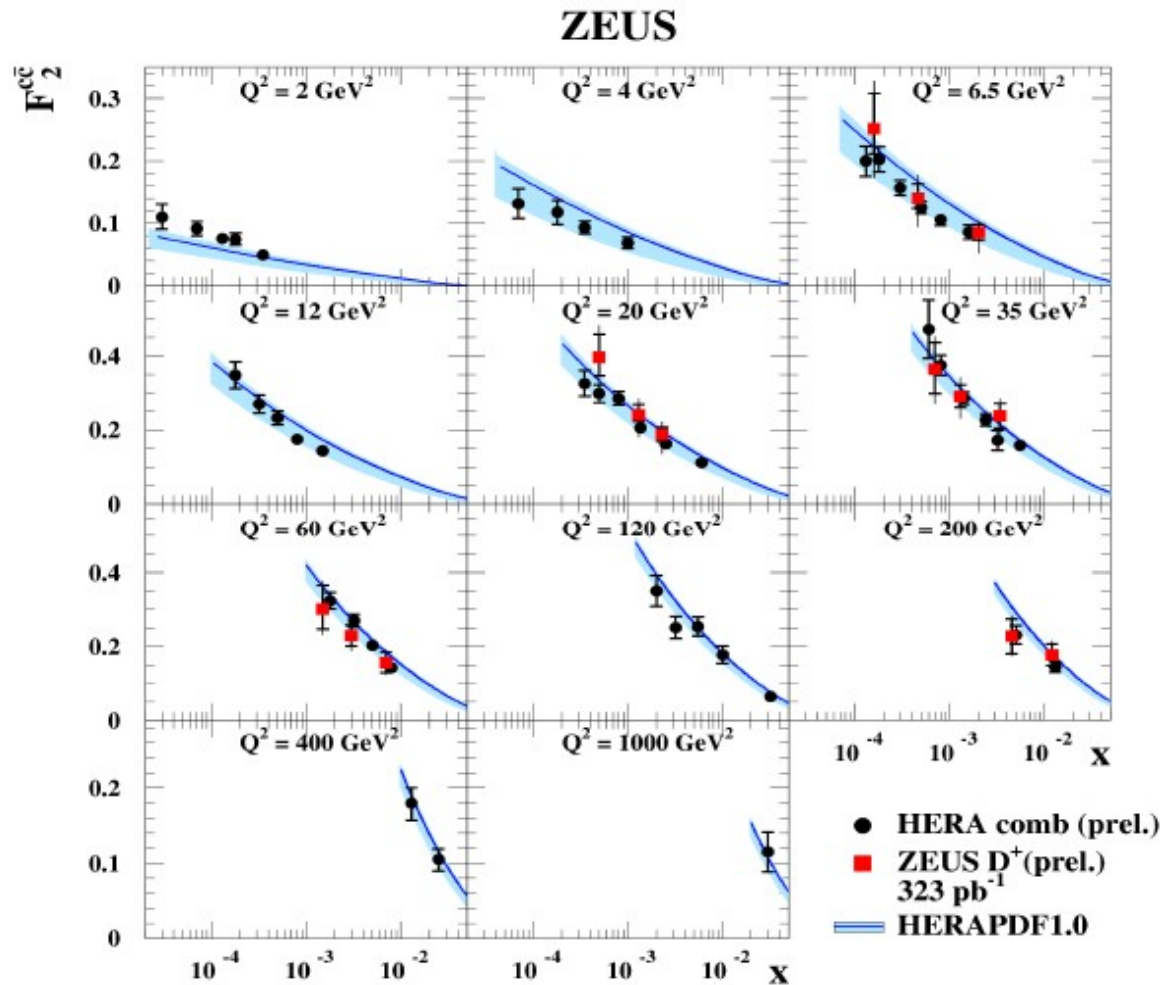 ZEUS
F₂^cc̄
Q² = 2 GeV²
Q² = 4 GeV²
Q² = 6.5 GeV²
0.3
0.2
0.1
0
Q² = 12 GeV²
Q² = 20 GeV²
Q² = 35 GeV²
0.4
0.2
0
Q² = 60 GeV²
Q² = 120 GeV²
Q² = 200 GeV²
0.4
0.2
0
10⁻⁴ 10⁻³ 10⁻² x
Q² = 400 GeV²
Q² = 1000 GeV²
0.2
0.1
0
10⁻⁴ 10⁻³ 10⁻² 10⁻⁴ 10⁻³ 10⁻² x
HERA comb (prel.)
ZEUS D⁺(prel.)
323 pb⁻¹
HERAPDF1.0